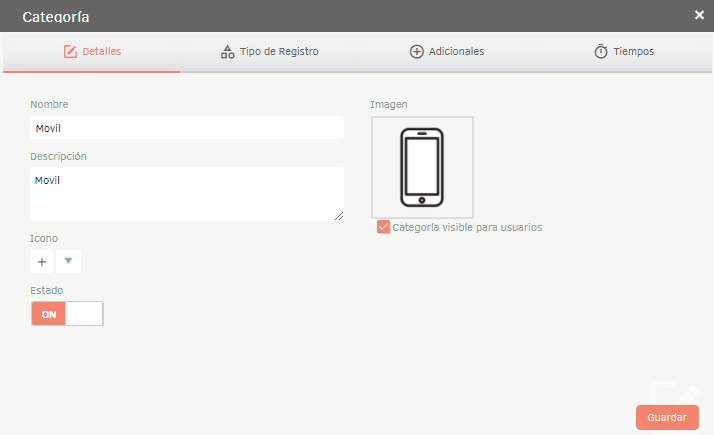 Categoría
Detalles
Tipo de Registro
Adicionales
Tiempos
Nombre
Movil
Descripción
Movil
Icono
Estado
ON
Imagen
Categoría visible para usuarios
Guardar